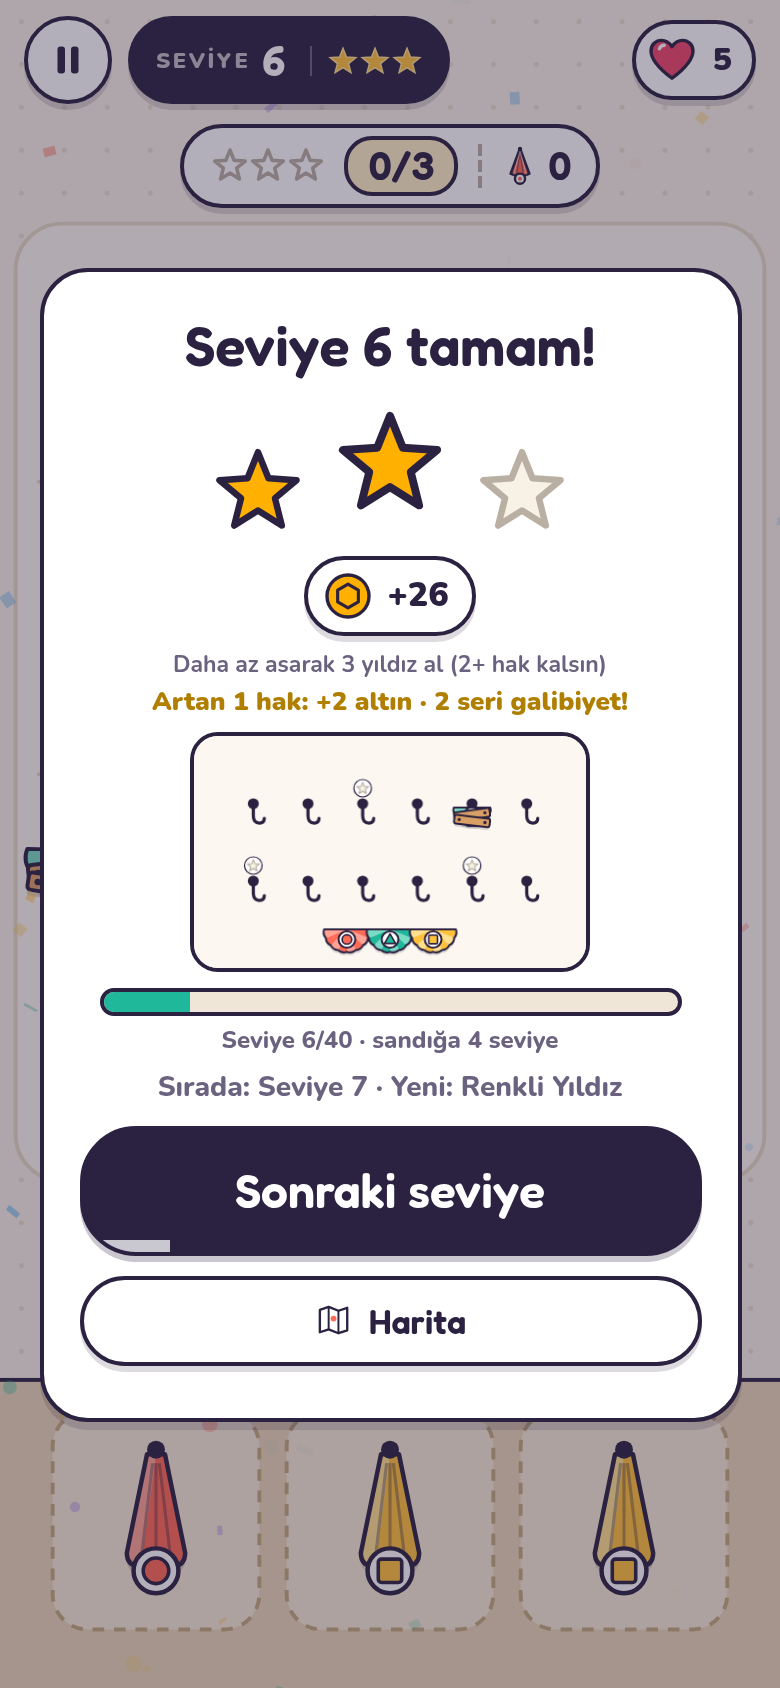 SEVİYE 6
5
0/3
0
Seviye 6 tamam!
+26
Daha az asarak 3 yıldız al (2+ hak kalsın)
Artan 1 hak: +2 altın · 2 seri galibiyet!
Seviye 6/40 · sandığa 4 seviye
Sırada: Seviye 7 · Yeni: Renkli Yıldız
Sonraki seviye
Harita